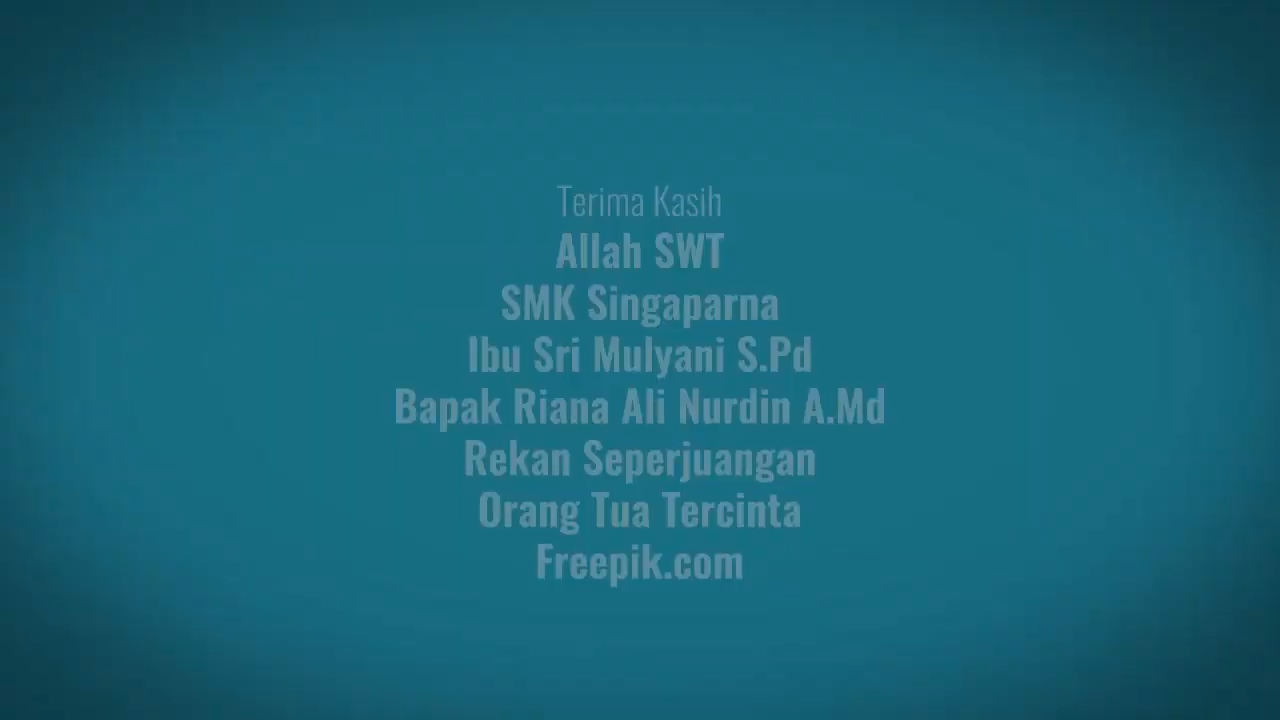 Terima Kasih
Allah SWT
SMK Singaparna
Ibu Sri Mulyani S.Pd
Bapak Riana Ali Nurdin A.Md
Rekan Seperjuangan
Orang Tua Tercinta
Freepik.com